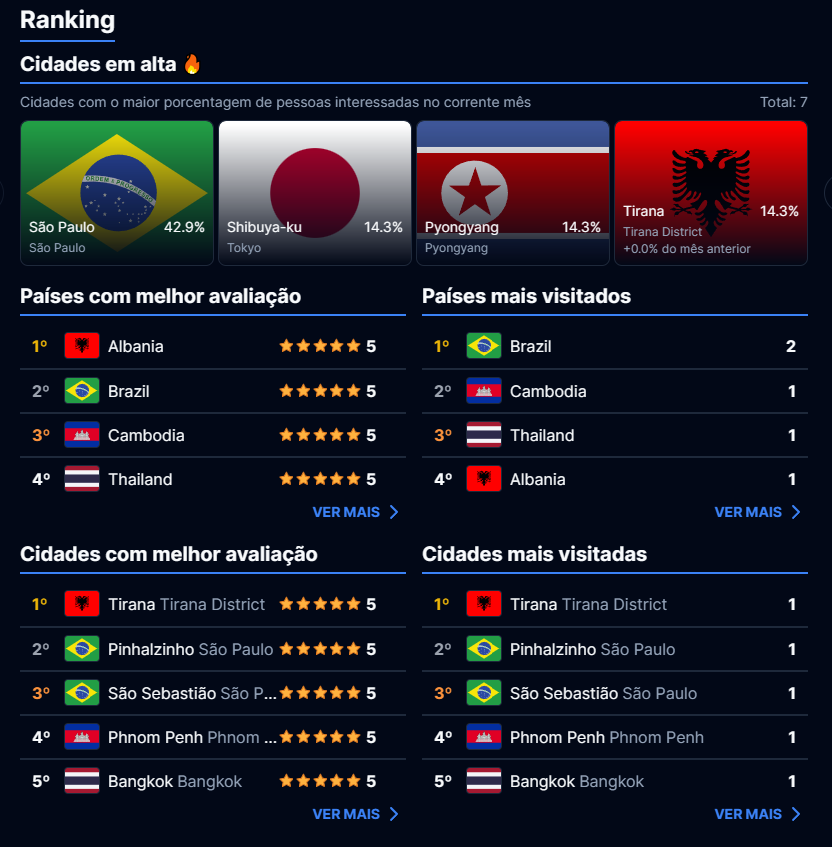 Ranking
Cidades em alta 🔥
Cidades com o maior porcentagem de pessoas interessadas no corrente mês Total: 7
ORDEM E PROGRESSO
São Paulo 42.9%
São Paulo
Shibuya-ku 14.3%
Tokyo
Pyongyang 14.3%
Pyongyang
Tirana 14.3%
Tirana District
+0.0% do mês anterior
Países com melhor avaliação
1º Albania 5
2º Brazil 5
3º Cambodia 5
4º Thailand 5
VER MAIS
Países mais visitados
1º Brazil 2
2º Cambodia 1
3º Thailand 1
4º Albania 1
VER MAIS
Cidades com melhor avaliação
1º Tirana Tirana District 5
2º Pinhalzinho São Paulo 5
3º São Sebastião São P... 5
4º Phnom Penh Phnom ... 5
5º Bangkok Bangkok 5
VER MAIS
Cidades mais visitadas
1º Tirana Tirana District 1
2º Pinhalzinho São Paulo 1
3º São Sebastião São Paulo 1
4º Phnom Penh Phnom Penh 1
5º Bangkok Bangkok 1
VER MAIS